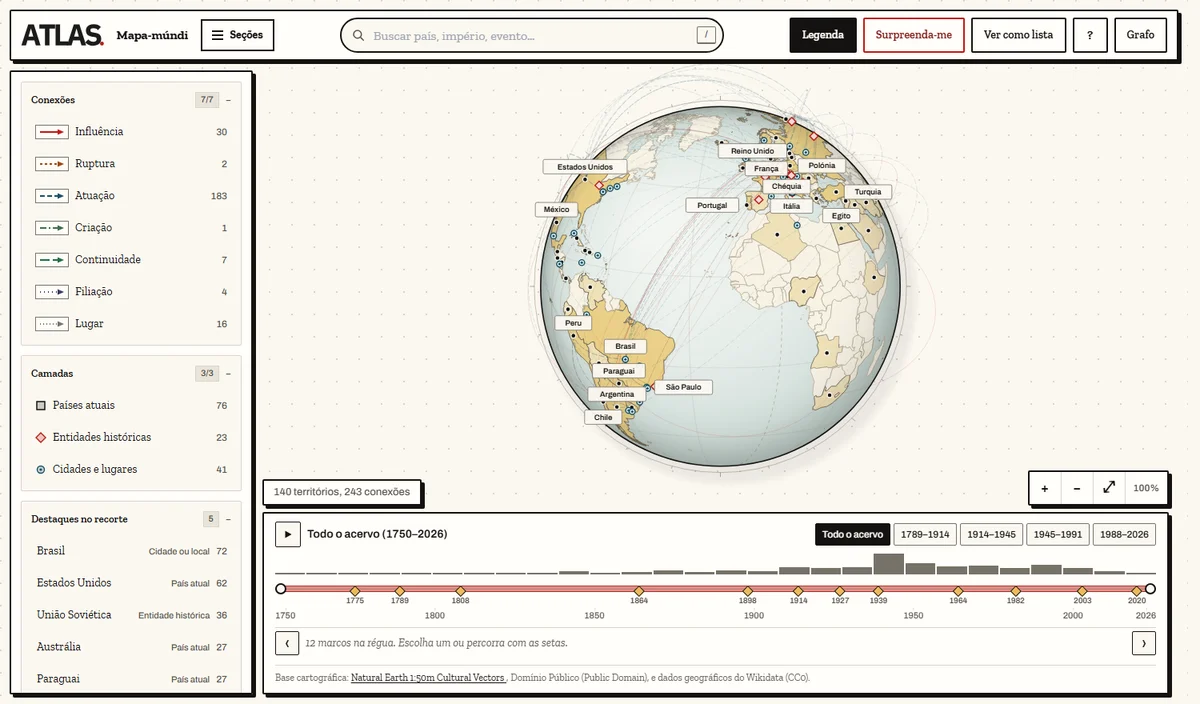 ATLAS. Mapa-múndi Seções Buscar país, império, evento... / Legenda Surpreenda-me Ver como lista ? Grafo
Conexões 7/7 −
Influência 30
Ruptura 2
Atuação 183
Criação 1
Continuidade 7
Filiação 4
Lugar 16
Camadas 3/3 −
Países atuais 76
Entidades históricas 23
Cidades e lugares 41
Destaques no recorte 5 −
Brasil Cidade ou local 72
Estados Unidos País atual 62
União Soviética Entidade histórica 36
Austrália País atual 27
Paraguai País atual 27
Reino Unido
Estados Unidos
França
Polónia
Chéquia
Turquia
México
Portugal
Itália
Egito
Peru
Brasil
Paraguai
São Paulo
Argentina
Chile
140 territórios, 243 conexões
+ − 100%
Todo o acervo (1750–2026) Todo o acervo 1789–1914 1914–1945 1945–1991 1988–2026
1775 1789 1808 1864 1898 1914 1927 1939 1964 1982 2003 2020
1750 1800 1850 1900 1950 2000 2026
‹ 12 marcos na régua. Escolha um ou percorra com as setas. ›
Base cartográfica: Natural Earth 1:50m Cultural Vectors , Domínio Público (Public Domain), e dados geográficos do Wikidata (CC0).